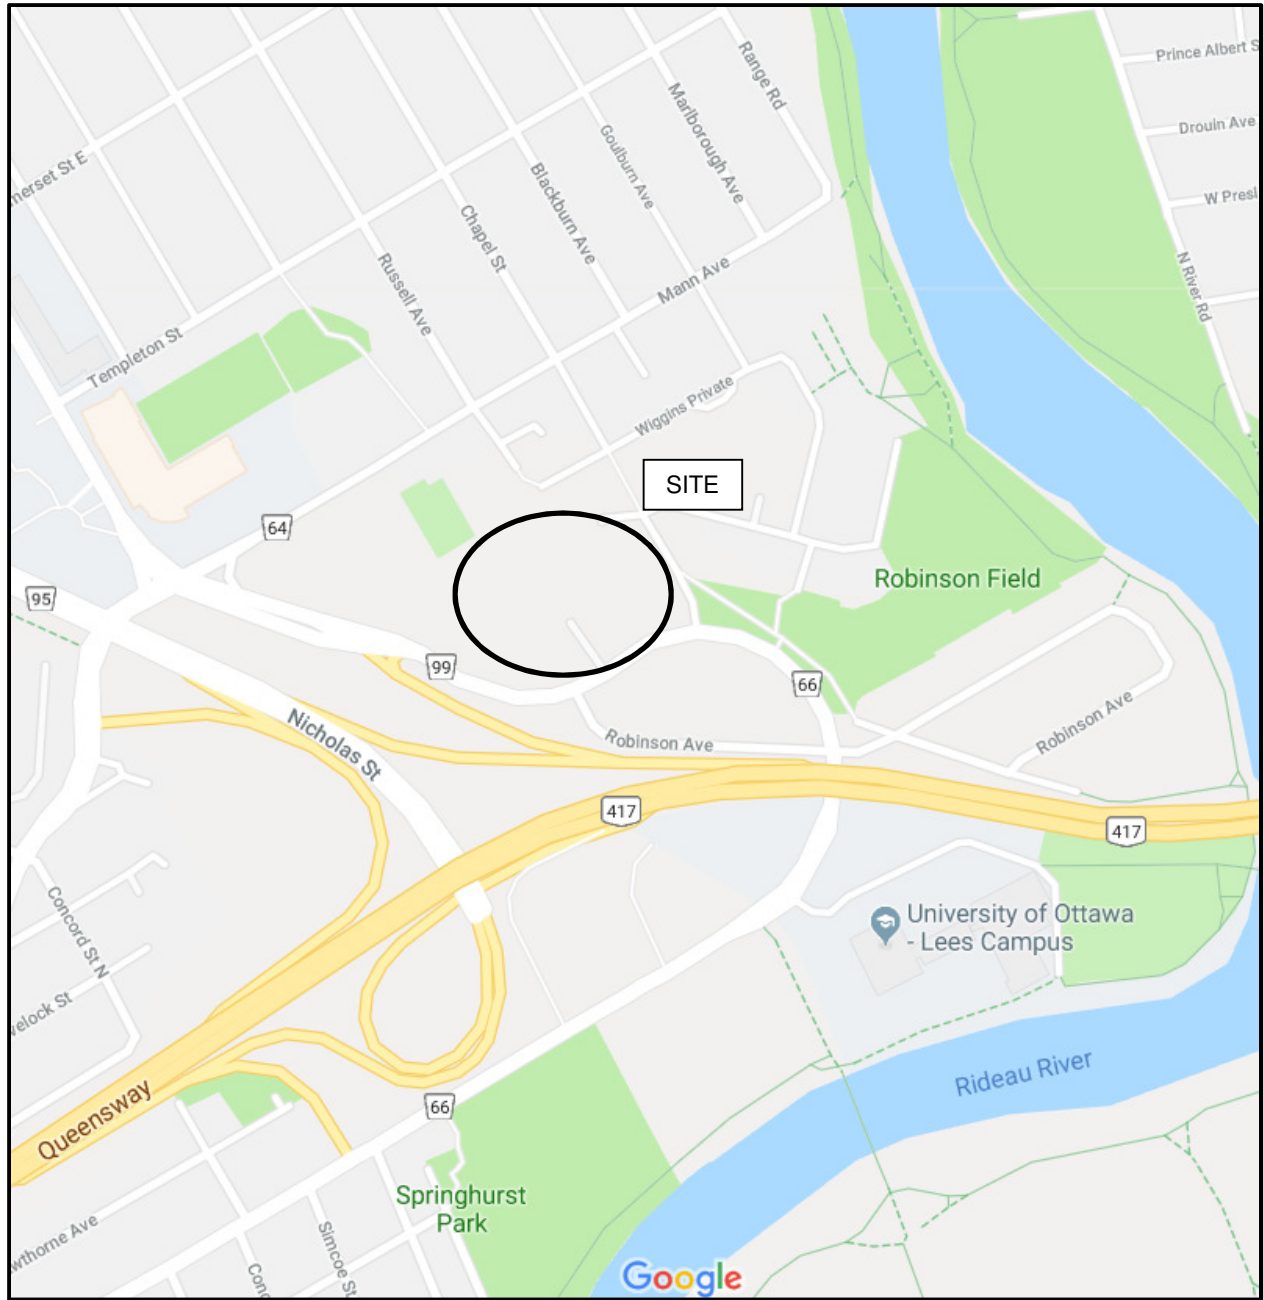 Prince Albert S
Range Rd
Marlborough Ave
Drouin Ave
Goulburn Ave
merset St E
Blackburn Ave
W Presl
Chapel St
Russell Ave
Mann Ave
N River Rd
Templeton St
Wiggins Private
SITE
64
Robinson Field
95
99
66
Nicholas St
Robinson Ave
Robinson Ave
417
417
Concord St N
University of Ottawa
- Lees Campus
velock St
Rideau River
Queensway
66
Springhurst
Park
wthorne Ave
Simcoe St
Conc
Google